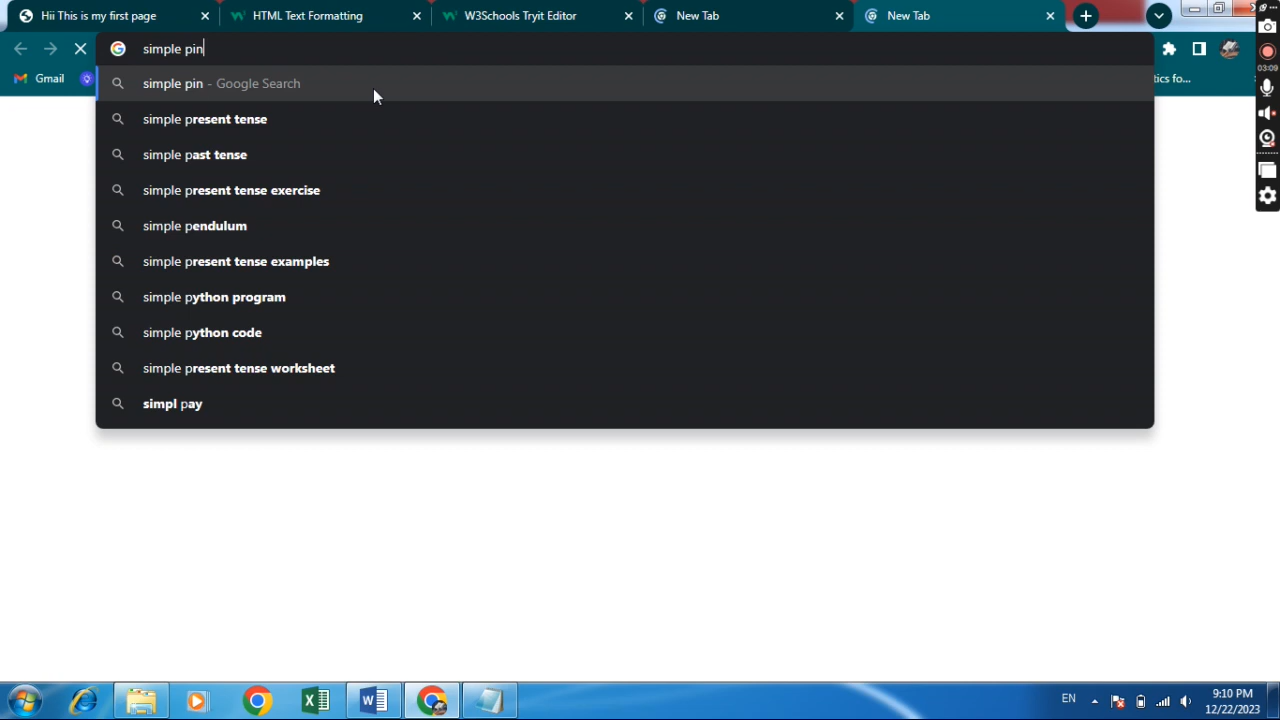 Hii This is my first page
HTML Text Formatting
W3Schools Tryit Editor
New Tab
New Tab
simple pin
Gmail
tics fo...
simple pin - Google Search
simple present tense
simple past tense
simple present tense exercise
simple pendulum
simple present tense examples
simple python program
simple python code
simple present tense worksheet
simpl pay
03:09
EN
9:10 PM
12/22/2023